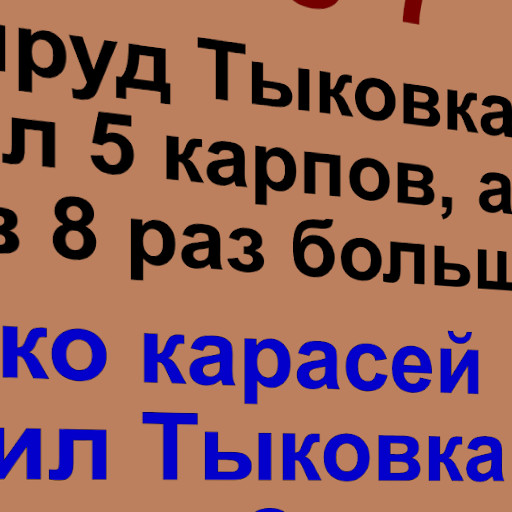 пруд Тыковка
л 5 карпов, а
в 8 раз больш
ко карасей
ил Тыковка